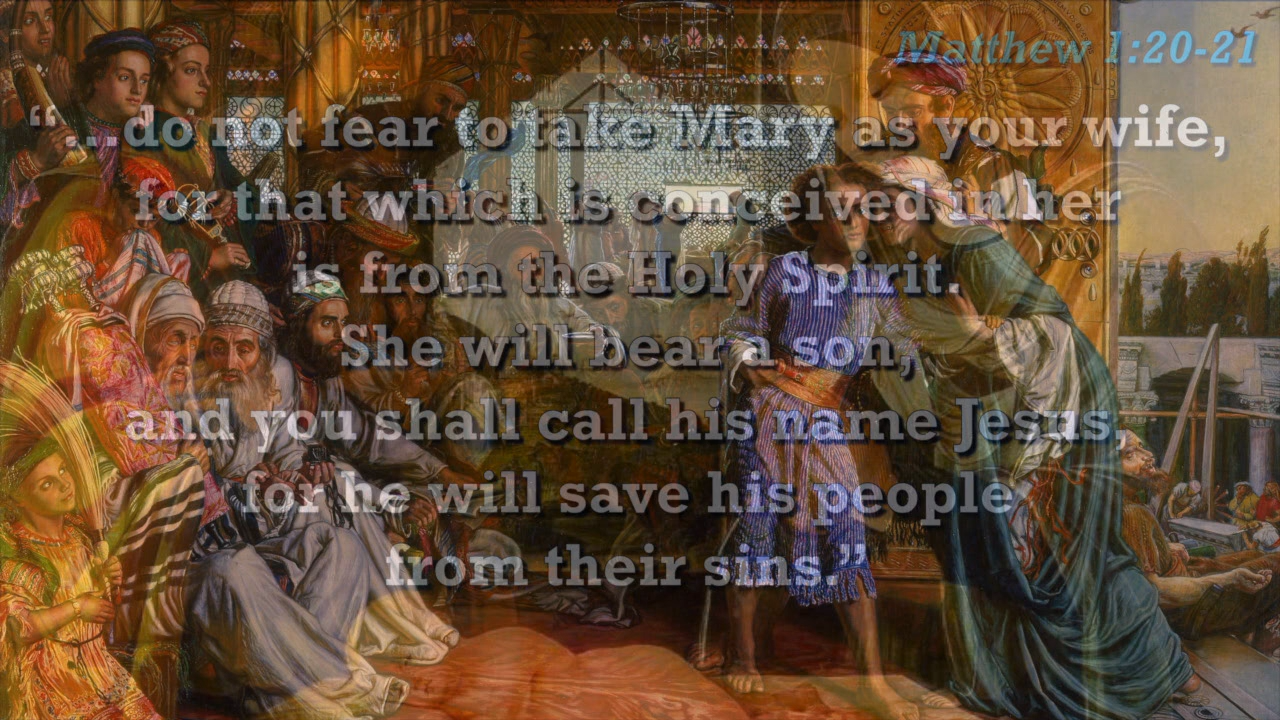 Matthew 1:20-21
“...do not fear to take Mary as your wife,
for that which is conceived in her
is from the Holy Spirit.
She will bear a son,
and you shall call his name Jesus
for he will save his people
from their sins.”